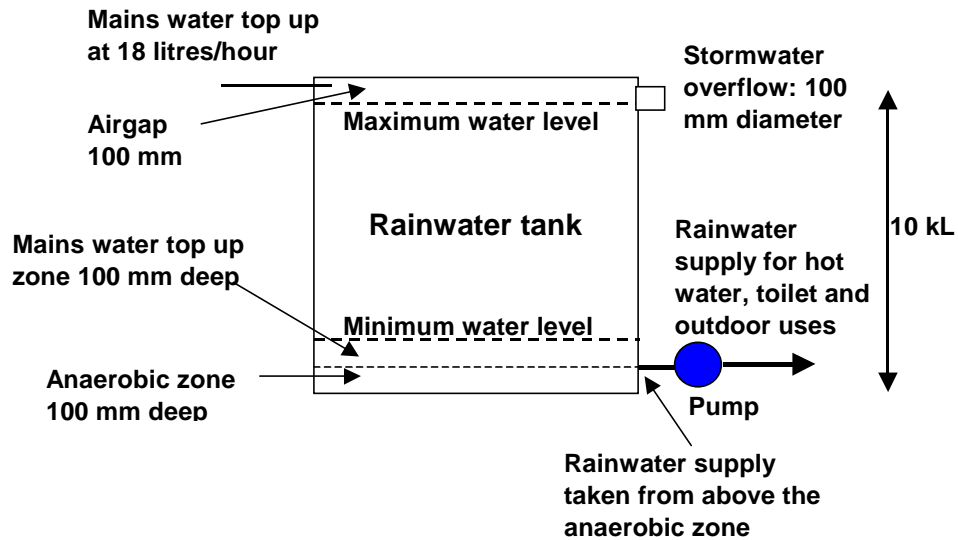 Mains water top up
at 18 litres/hour
Stormwater
overflow: 100
mm diameter
Airgap
100 mm
Maximum water level
Rainwater tank
10 kL
Rainwater
supply for hot
water, toilet and
outdoor uses
Mains water top up
zone 100 mm deep
Minimum water level
Anaerobic zone
100 mm deep
Pump
Rainwater supply
taken from above the
anaerobic zone